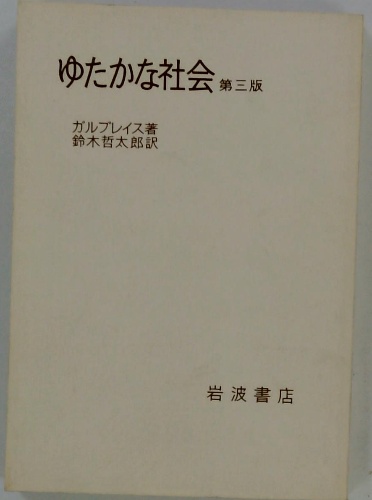 ゆたかな社会 第三版
ガルブレイス著
鈴木哲太郎訳
岩波書店